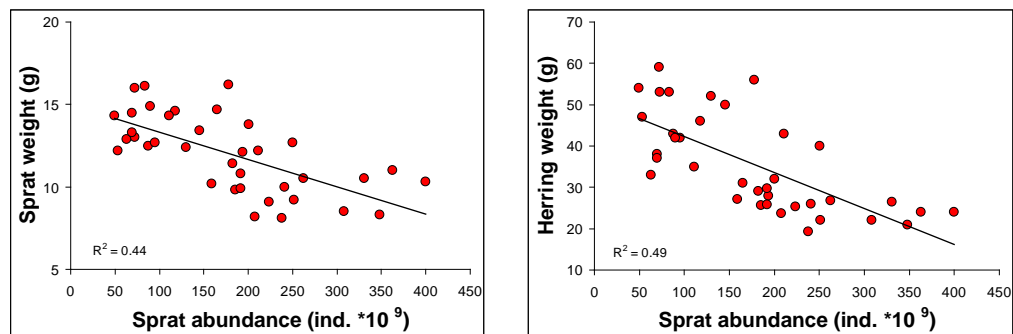 Sprat weight (g)
20
15
10
5
R² = 0.44
0 50 100 150 200 250 300 350 400 450
Sprat abundance (ind. *10 ⁹)
Herring weight (g)
70
60
50
40
30
20
10
R² = 0.49
0 50 100 150 200 250 300 350 400 450
Sprat abundance (ind. *10 ⁹)